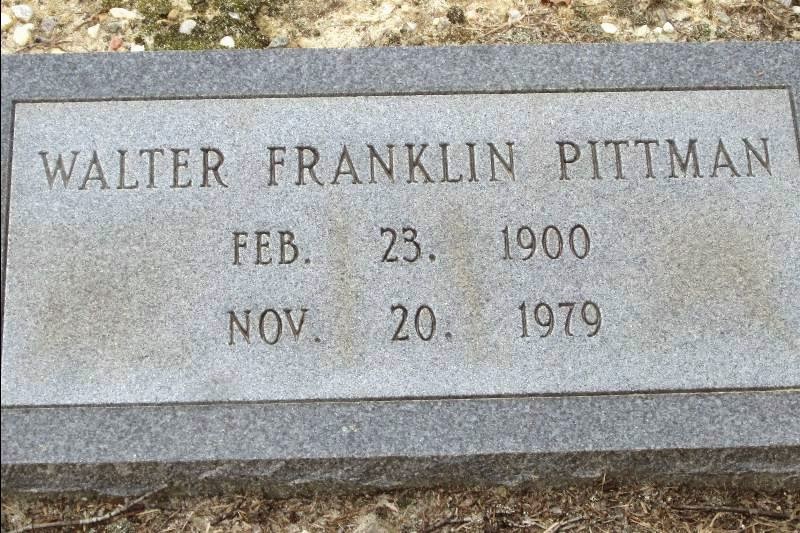 WALTER FRANKLIN PITTMAN
FEB. 23. 1900
NOV. 20. 1979